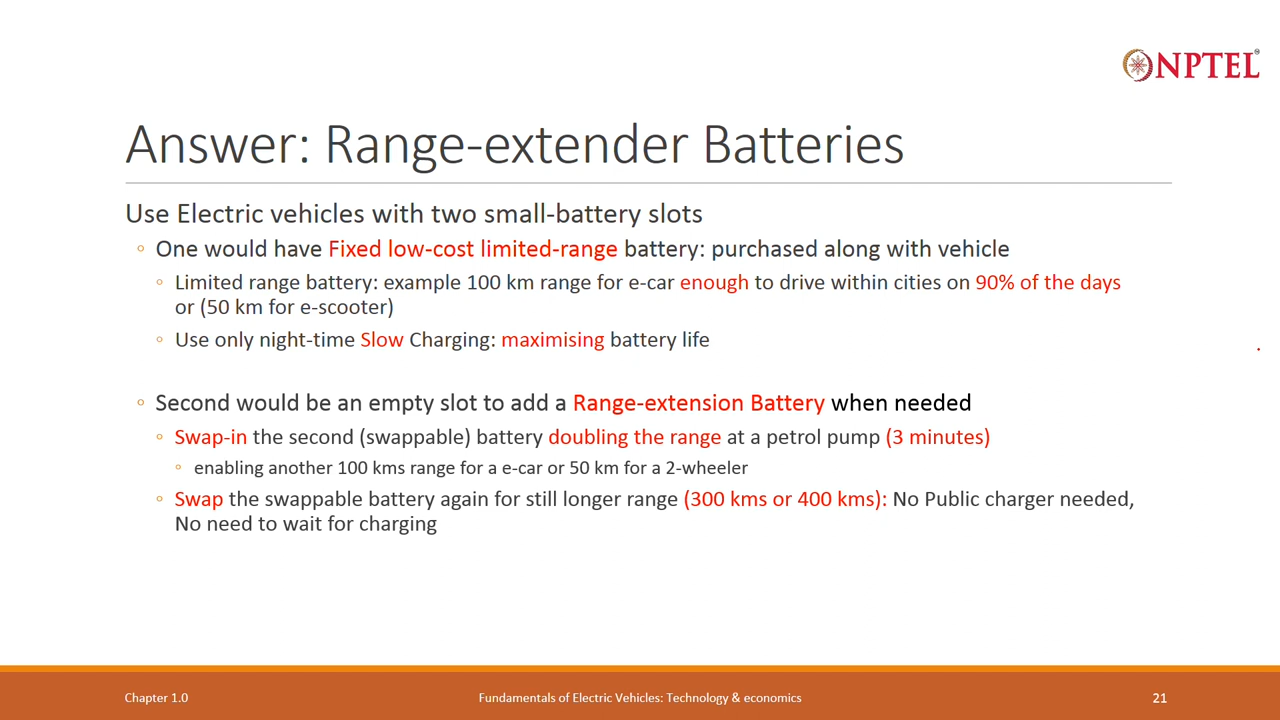 NPTEL
Answer: Range-extender Batteries
Use Electric vehicles with two small-battery slots
◦ One would have Fixed low-cost limited-range battery: purchased along with vehicle
◦ Limited range battery: example 100 km range for e-car enough to drive within cities on 90% of the days
or (50 km for e-scooter)
◦ Use only night-time Slow Charging: maximising battery life
◦ Second would be an empty slot to add a Range-extension Battery when needed
◦ Swap-in the second (swappable) battery doubling the range at a petrol pump (3 minutes)
◦ enabling another 100 kms range for a e-car or 50 km for a 2-wheeler
◦ Swap the swappable battery again for still longer range (300 kms or 400 kms): No Public charger needed,
No need to wait for charging
Chapter 1.0 Fundamentals of Electric Vehicles: Technology & economics 21